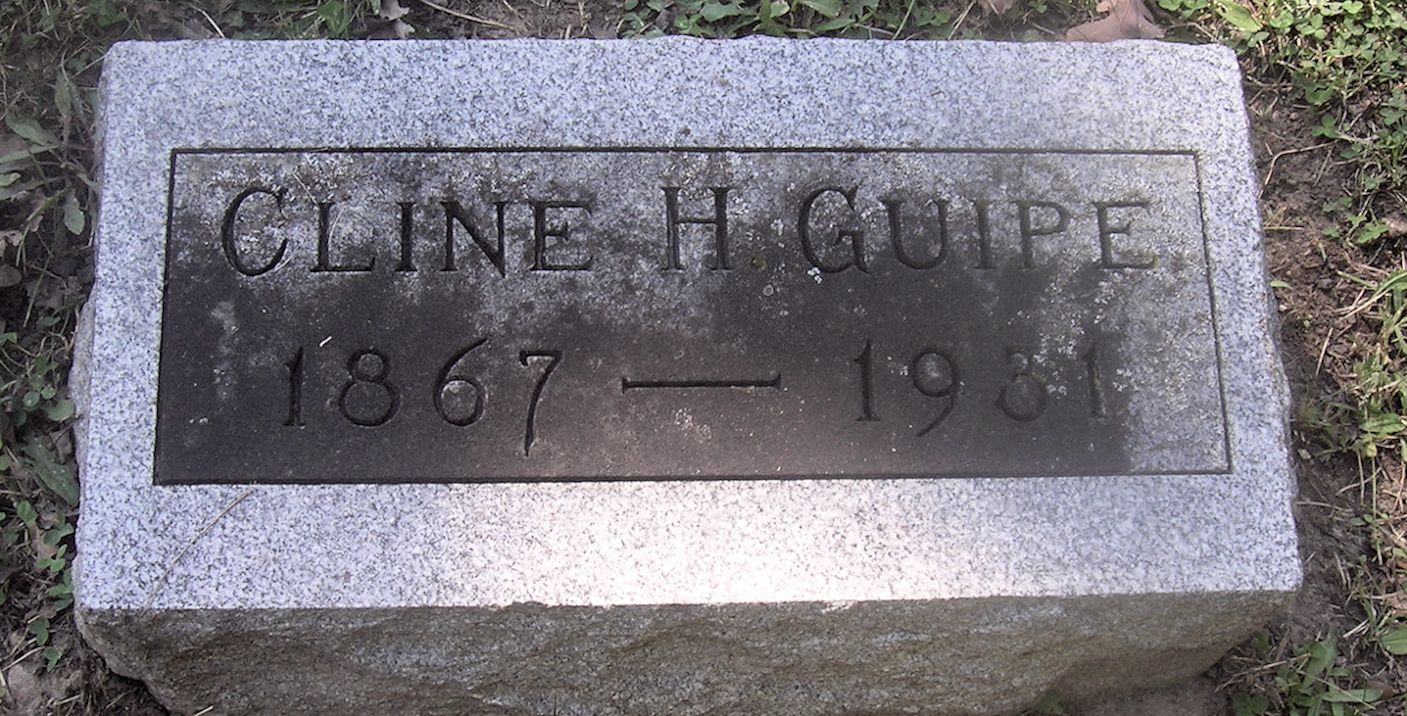 CLINE H. GUIPE
1867 — 1931